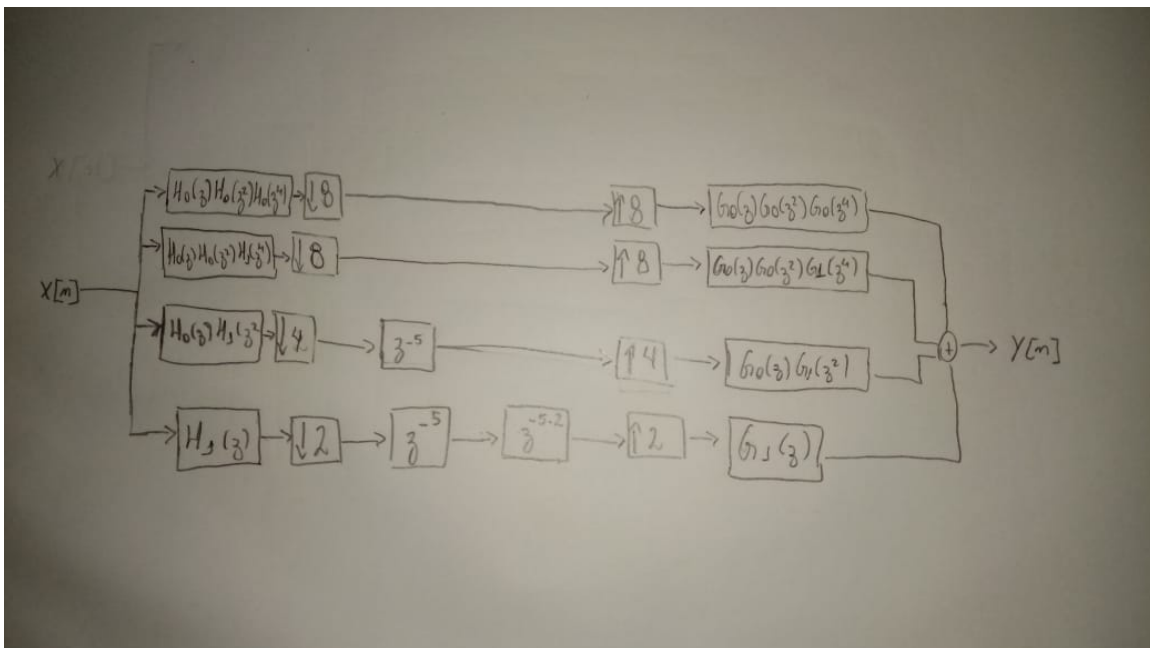 H₀(z)H₀(z²)H₀(z⁴) ↓8 ↑8 G₀(z)G₀(z²)G₀(z⁴)
H₀(z)H₀(z²)H₁(z⁴) ↓8 ↑8 G₀(z)G₀(z²)G₁(z⁴)
X[n]
H₀(z)H₁(z² ↓4 z⁻⁵ ↑4 G₀(z)G₁(z²) + Y[n]
H₁(z) ↓2 z⁻⁵ z⁻⁵·² ↑2 G₁(z)